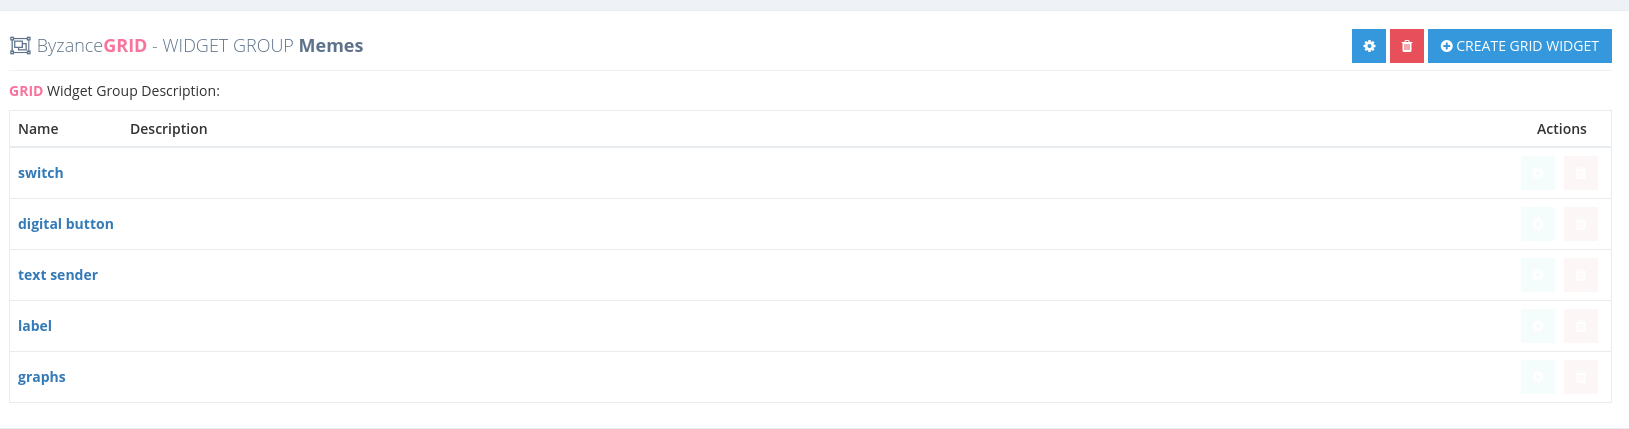 ByzanceGRID - WIDGET GROUP Memes
CREATE GRID WIDGET
GRID Widget Group Description:
Name Description Actions
switch
digital button
text sender
label
graphs